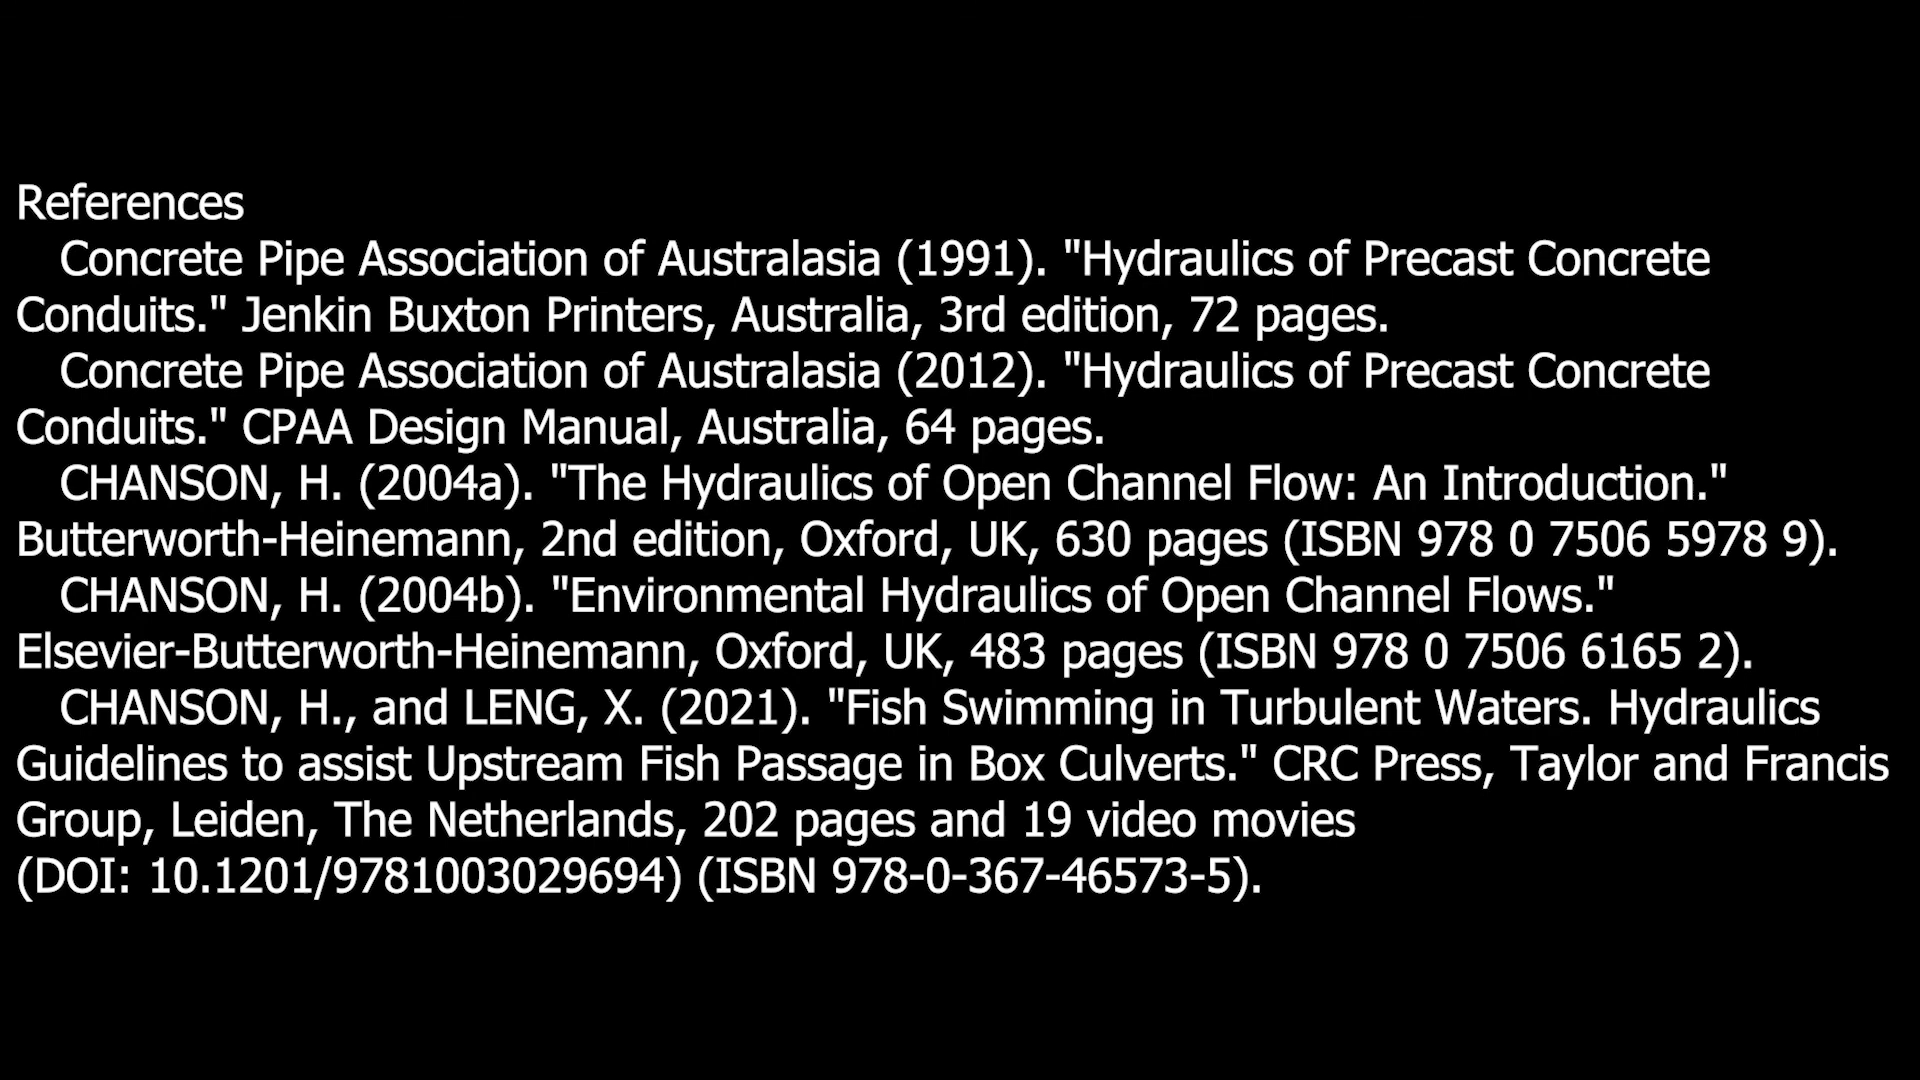 References
Concrete Pipe Association of Australasia (1991). "Hydraulics of Precast Concrete
Conduits." Jenkin Buxton Printers, Australia, 3rd edition, 72 pages.
Concrete Pipe Association of Australasia (2012). "Hydraulics of Precast Concrete
Conduits." CPAA Design Manual, Australia, 64 pages.
CHANSON, H. (2004a). "The Hydraulics of Open Channel Flow: An Introduction."
Butterworth-Heinemann, 2nd edition, Oxford, UK, 630 pages (ISBN 978 0 7506 5978 9).
CHANSON, H. (2004b). "Environmental Hydraulics of Open Channel Flows."
Elsevier-Butterworth-Heinemann, Oxford, UK, 483 pages (ISBN 978 0 7506 6165 2).
CHANSON, H., and LENG, X. (2021). "Fish Swimming in Turbulent Waters. Hydraulics
Guidelines to assist Upstream Fish Passage in Box Culverts." CRC Press, Taylor and Francis
Group, Leiden, The Netherlands, 202 pages and 19 video movies
(DOI: 10.1201/9781003029694) (ISBN 978-0-367-46573-5).